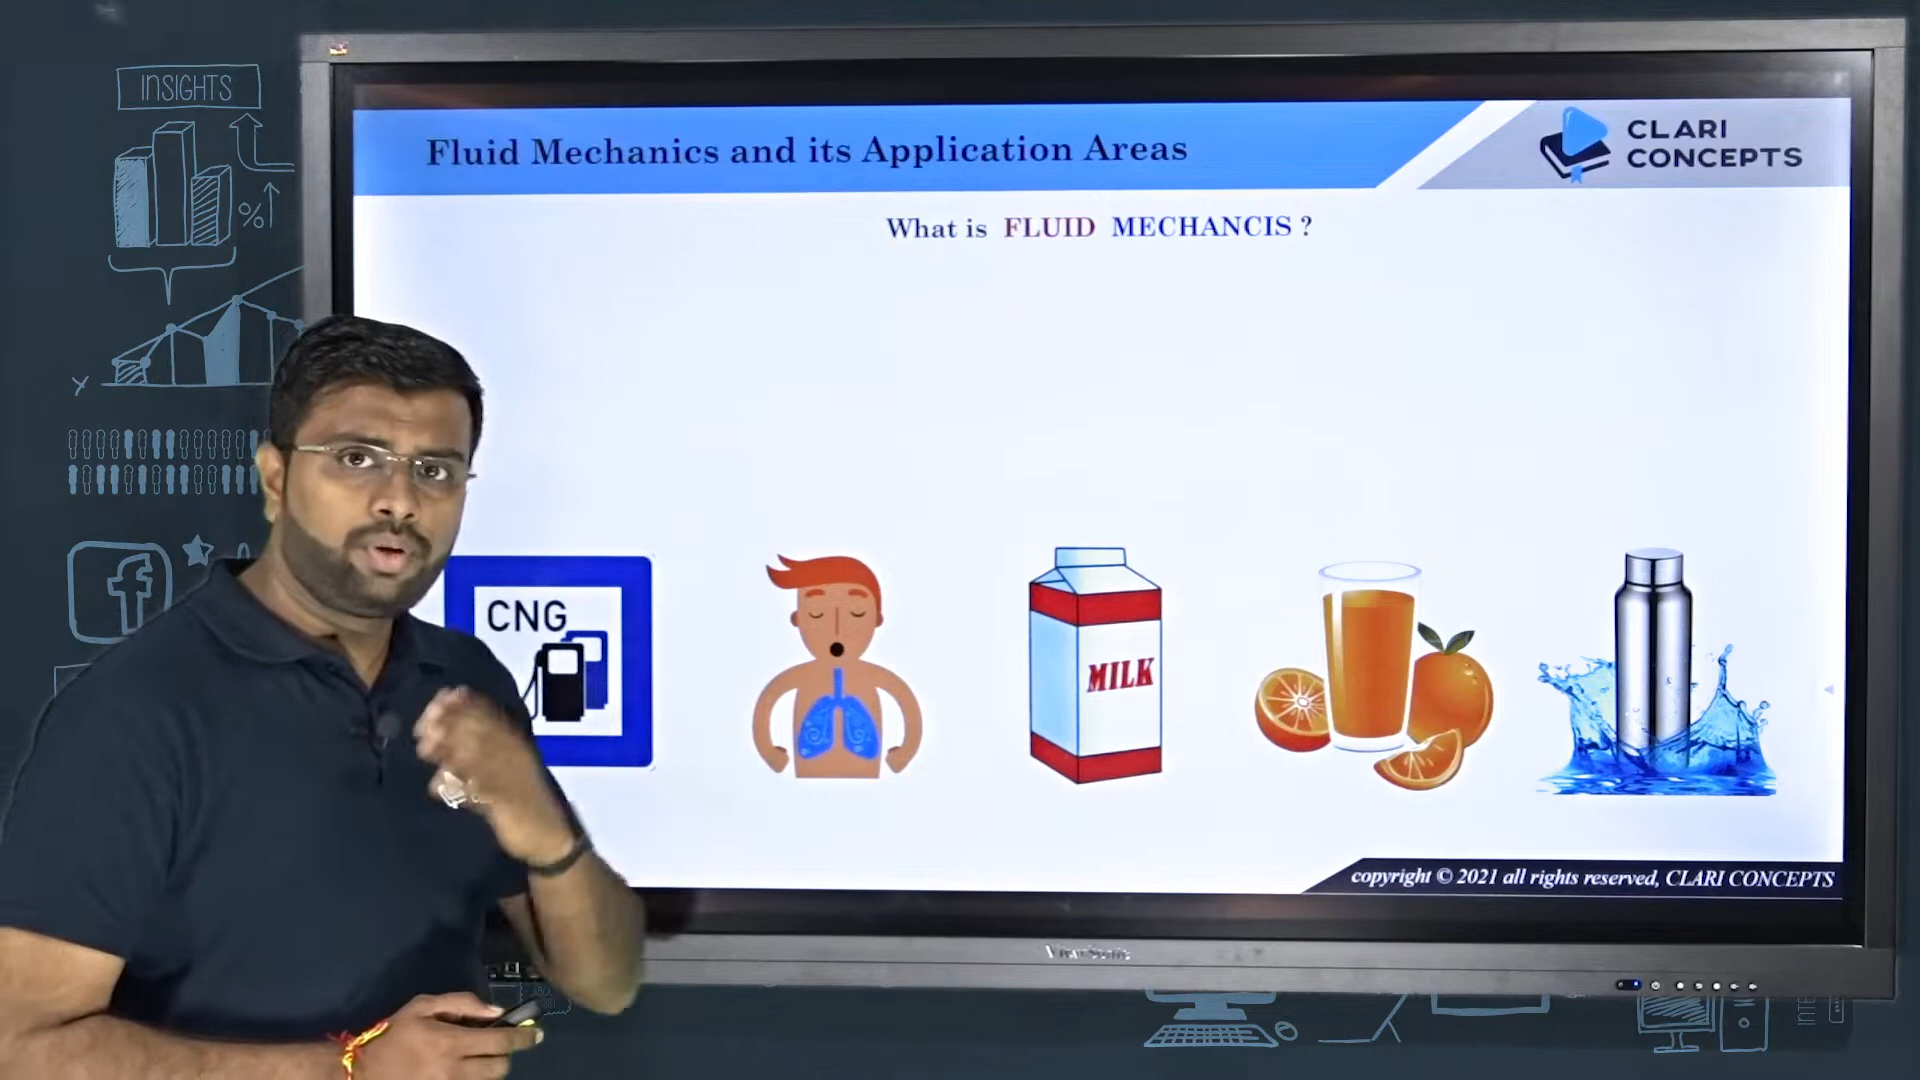 INSIGHTS
%
x
Fluid Mechanics and its Application Areas
CLARI
CONCEPTS
What is FLUID MECHANCIS ?
CNG
MILK
copyright © 2021 all rights reserved, CLARI CONCEPTS
ViewSonic